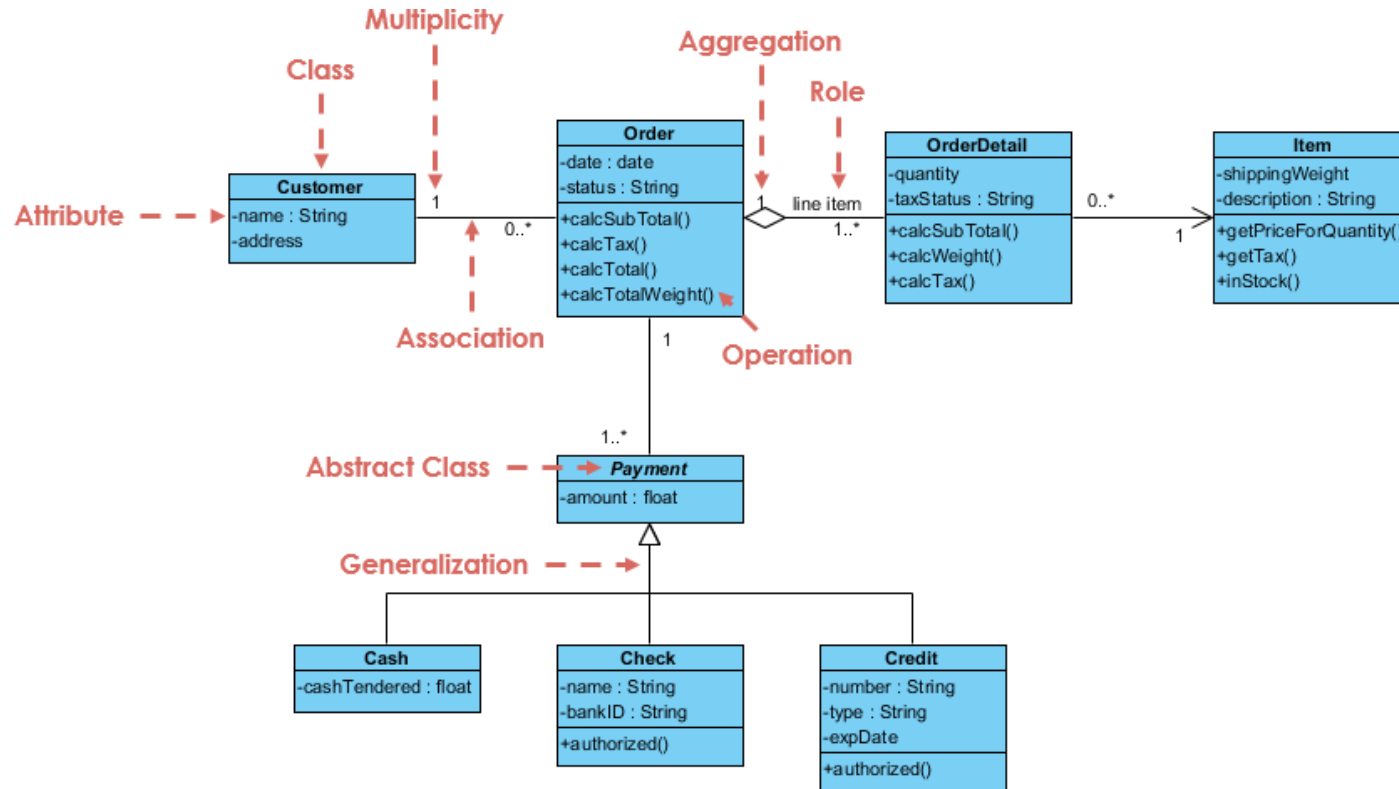 Multiplicity
Aggregation
Class
Role
Order
-date : date
-status : String
+calcSubTotal()
+calcTax()
+calcTotal()
+calcTotalWeight()
OrderDetail
-quantity
-taxStatus : String
+calcSubTotal()
+calcWeight()
+calcTax()
Item
-shippingWeight
-description : String
+getPriceForQuantity()
+getTax()
+inStock()
Customer
-name : String
-address
Attribute
1
0..*
1
line item
1..*
0..*
1
Association
Operation
1
1..*
Abstract Class
Payment
-amount : float
Generalization
Cash
-cashTendered : float
Check
-name : String
-bankID : String
+authorized()
Credit
-number : String
-type : String
-expDate
+authorized()